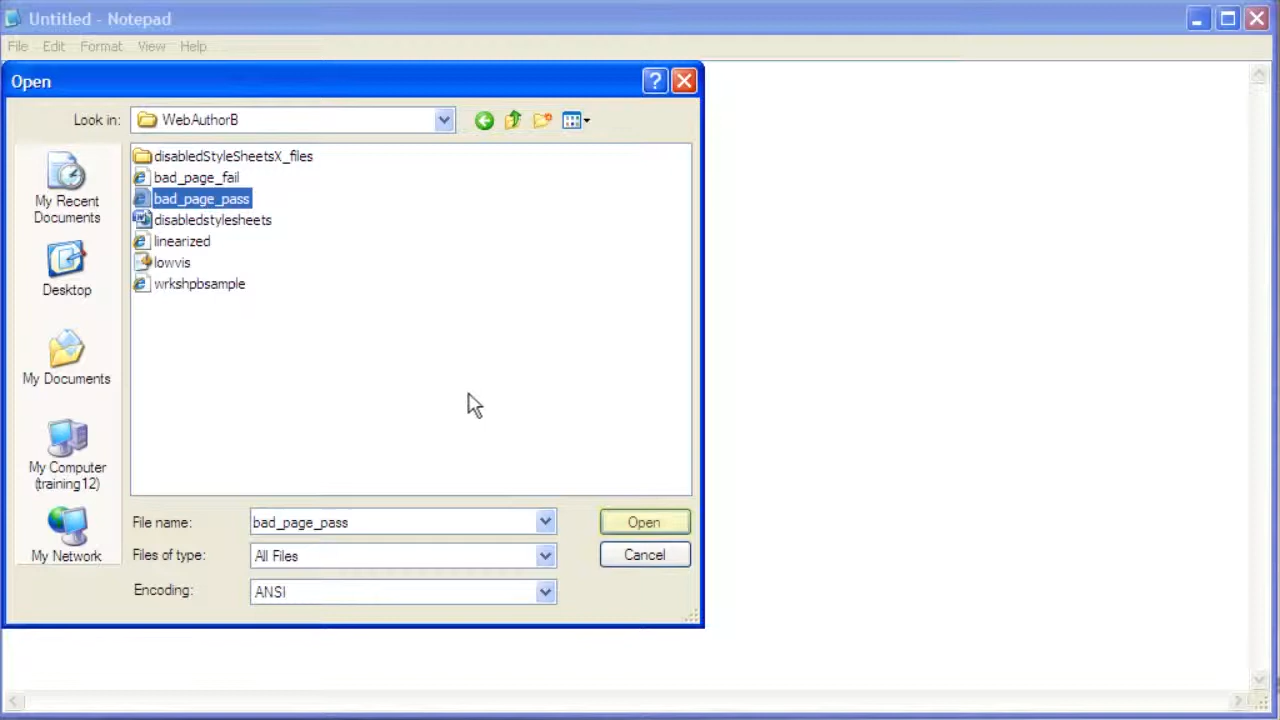 Untitled - Notepad
File Edit Format View Help
Open
Look in: WebAuthorB
My Recent
Documents
Desktop
My Documents
My Computer
(training12)
My Network
disabledStyleSheetsX_files
bad_page_fail
bad_page_pass
disabledstylesheets
linearized
lowvis
wrkshpbsample
File name: bad_page_pass Open
Files of type: All Files Cancel
Encoding: ANSI